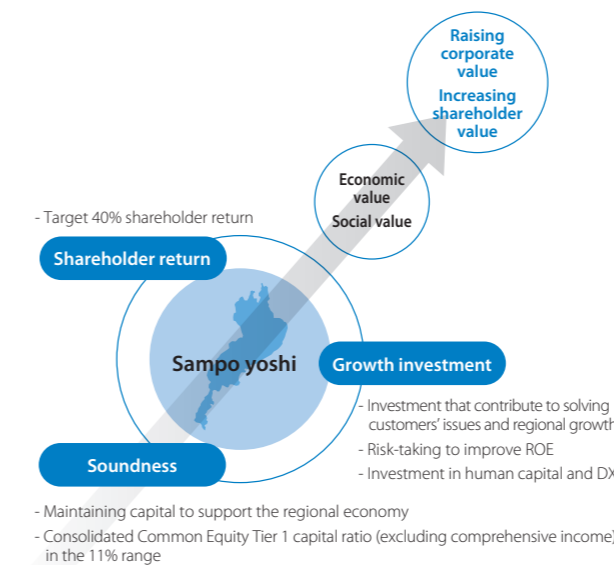 Raising
corporate
value
Increasing
shareholder
value
Economic
value
Social value
- Target 40% shareholder return
Shareholder return
Sampo yoshi
Growth investment
- Investment that contribute to solving
customers' issues and regional growth
- Risk-taking to improve ROE
- Investment in human capital and DX
Soundness
- Maintaining capital to support the regional economy
- Consolidated Common Equity Tier 1 capital ratio (excluding comprehensive income)
in the 11% range